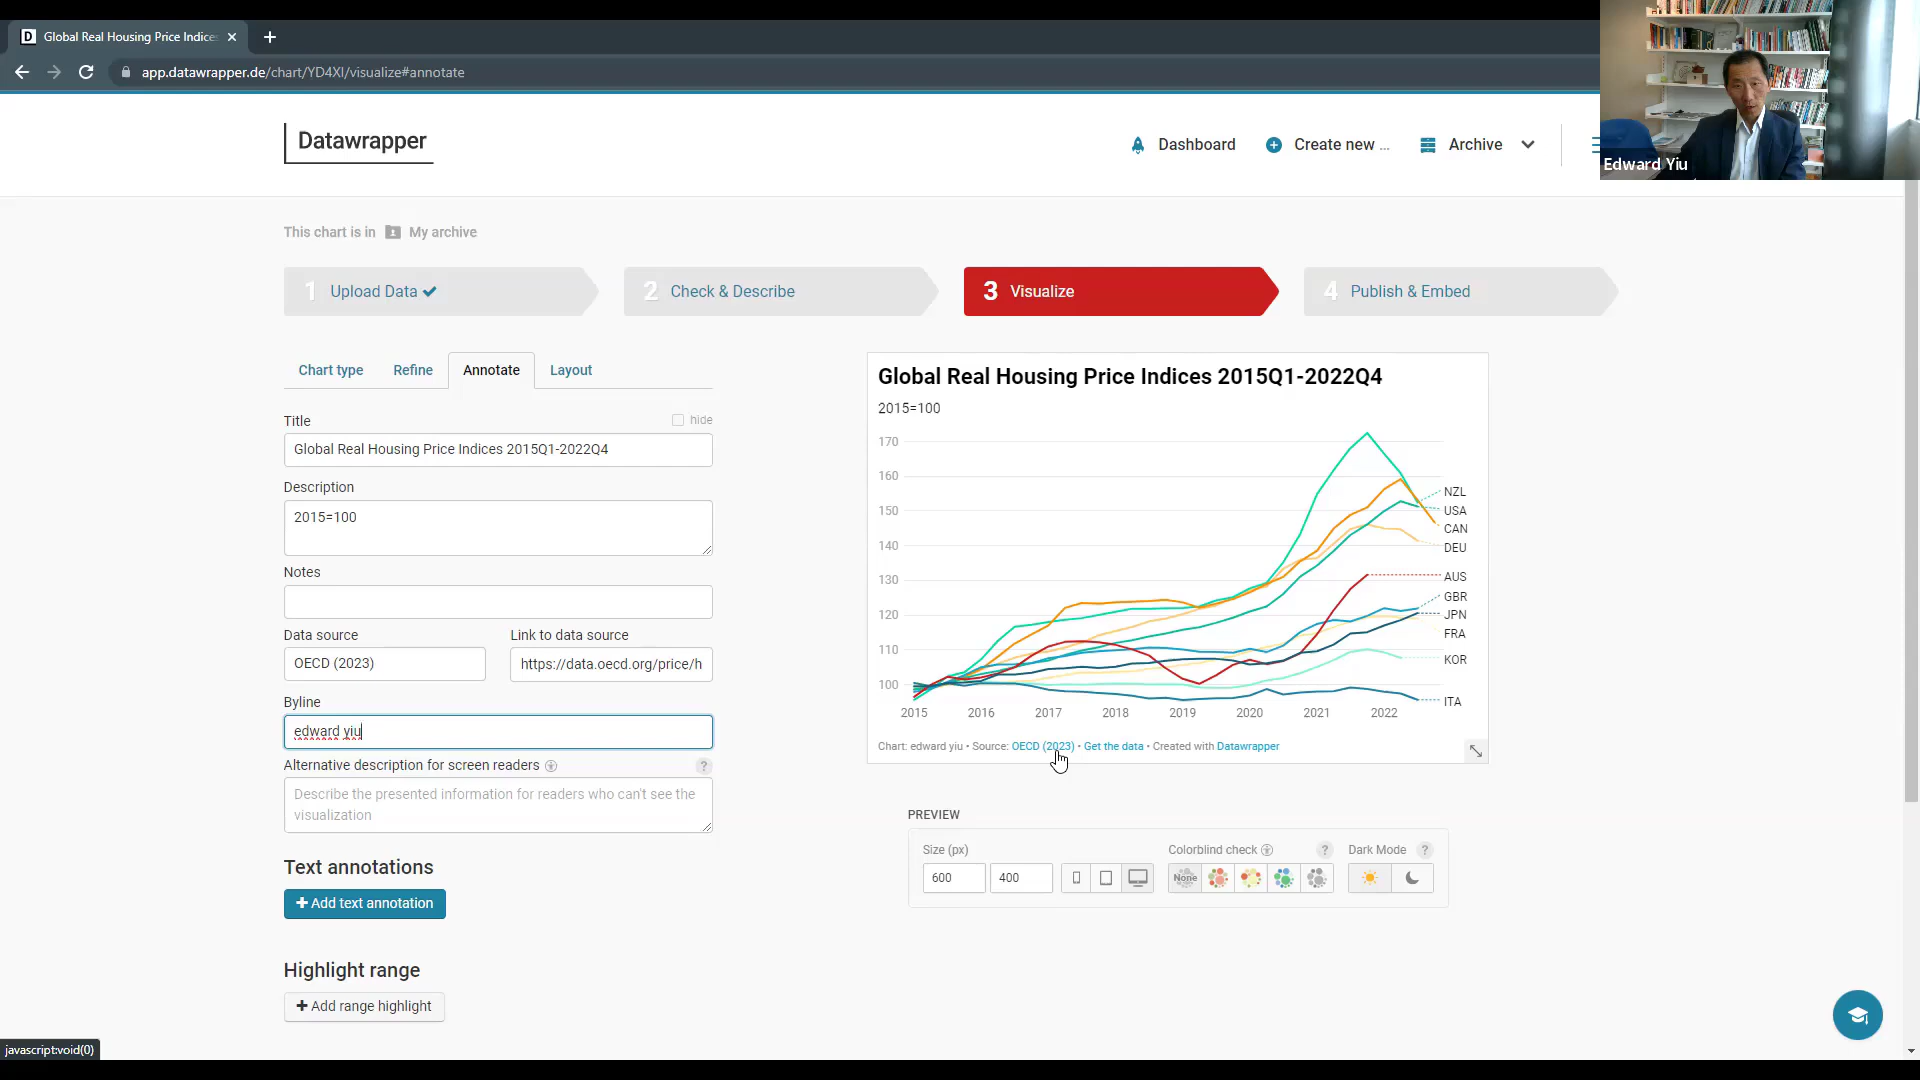 Global Real Housing Price Indice
app.datawrapper.de/chart/YD4XI/visualize#annotate
Edward Yiu
Datawrapper
Dashboard
Create new ...
Archive
This chart is in My archive
1 Upload Data
2 Check & Describe
3 Visualize
4 Publish & Embed
Chart type Refine Annotate Layout
Title
hide
Global Real Housing Price Indices 2015Q1-2022Q4
Description
2015=100
Notes
Data source
Link to data source
OECD (2023)
https://data.oecd.org/price/h
Byline
edward yiu
Alternative description for screen readers
?
Describe the presented information for readers who can't see the
visualization
Text annotations
+ Add text annotation
Highlight range
+ Add range highlight
javascript:void(0)
Global Real Housing Price Indices 2015Q1-2022Q4
2015=100
170
160
150
140
130
120
110
100
NZL
USA
CAN
DEU
AUS
GBR
JPN
FRA
KOR
ITA
2015 2016 2017 2018 2019 2020 2021 2022
Chart: edward yiu • Source: OECD (2023) • Get the data • Created with Datawrapper
PREVIEW
Size (px)
Colorblind check
?
Dark Mode
?
600
400
None